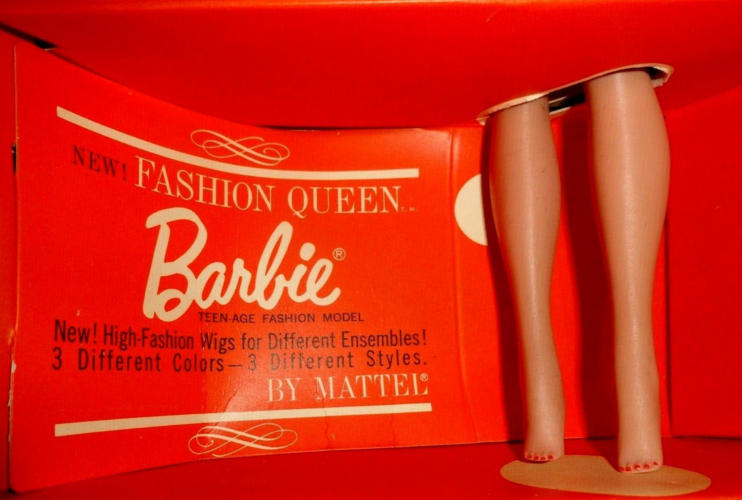 NEW! FASHION QUEEN T.M.
Barbie®
TEEN-AGE FASHION MODEL
New! High-Fashion Wigs for Different Ensembles!
3 Different Colors—3 Different Styles.
BY MATTEL®